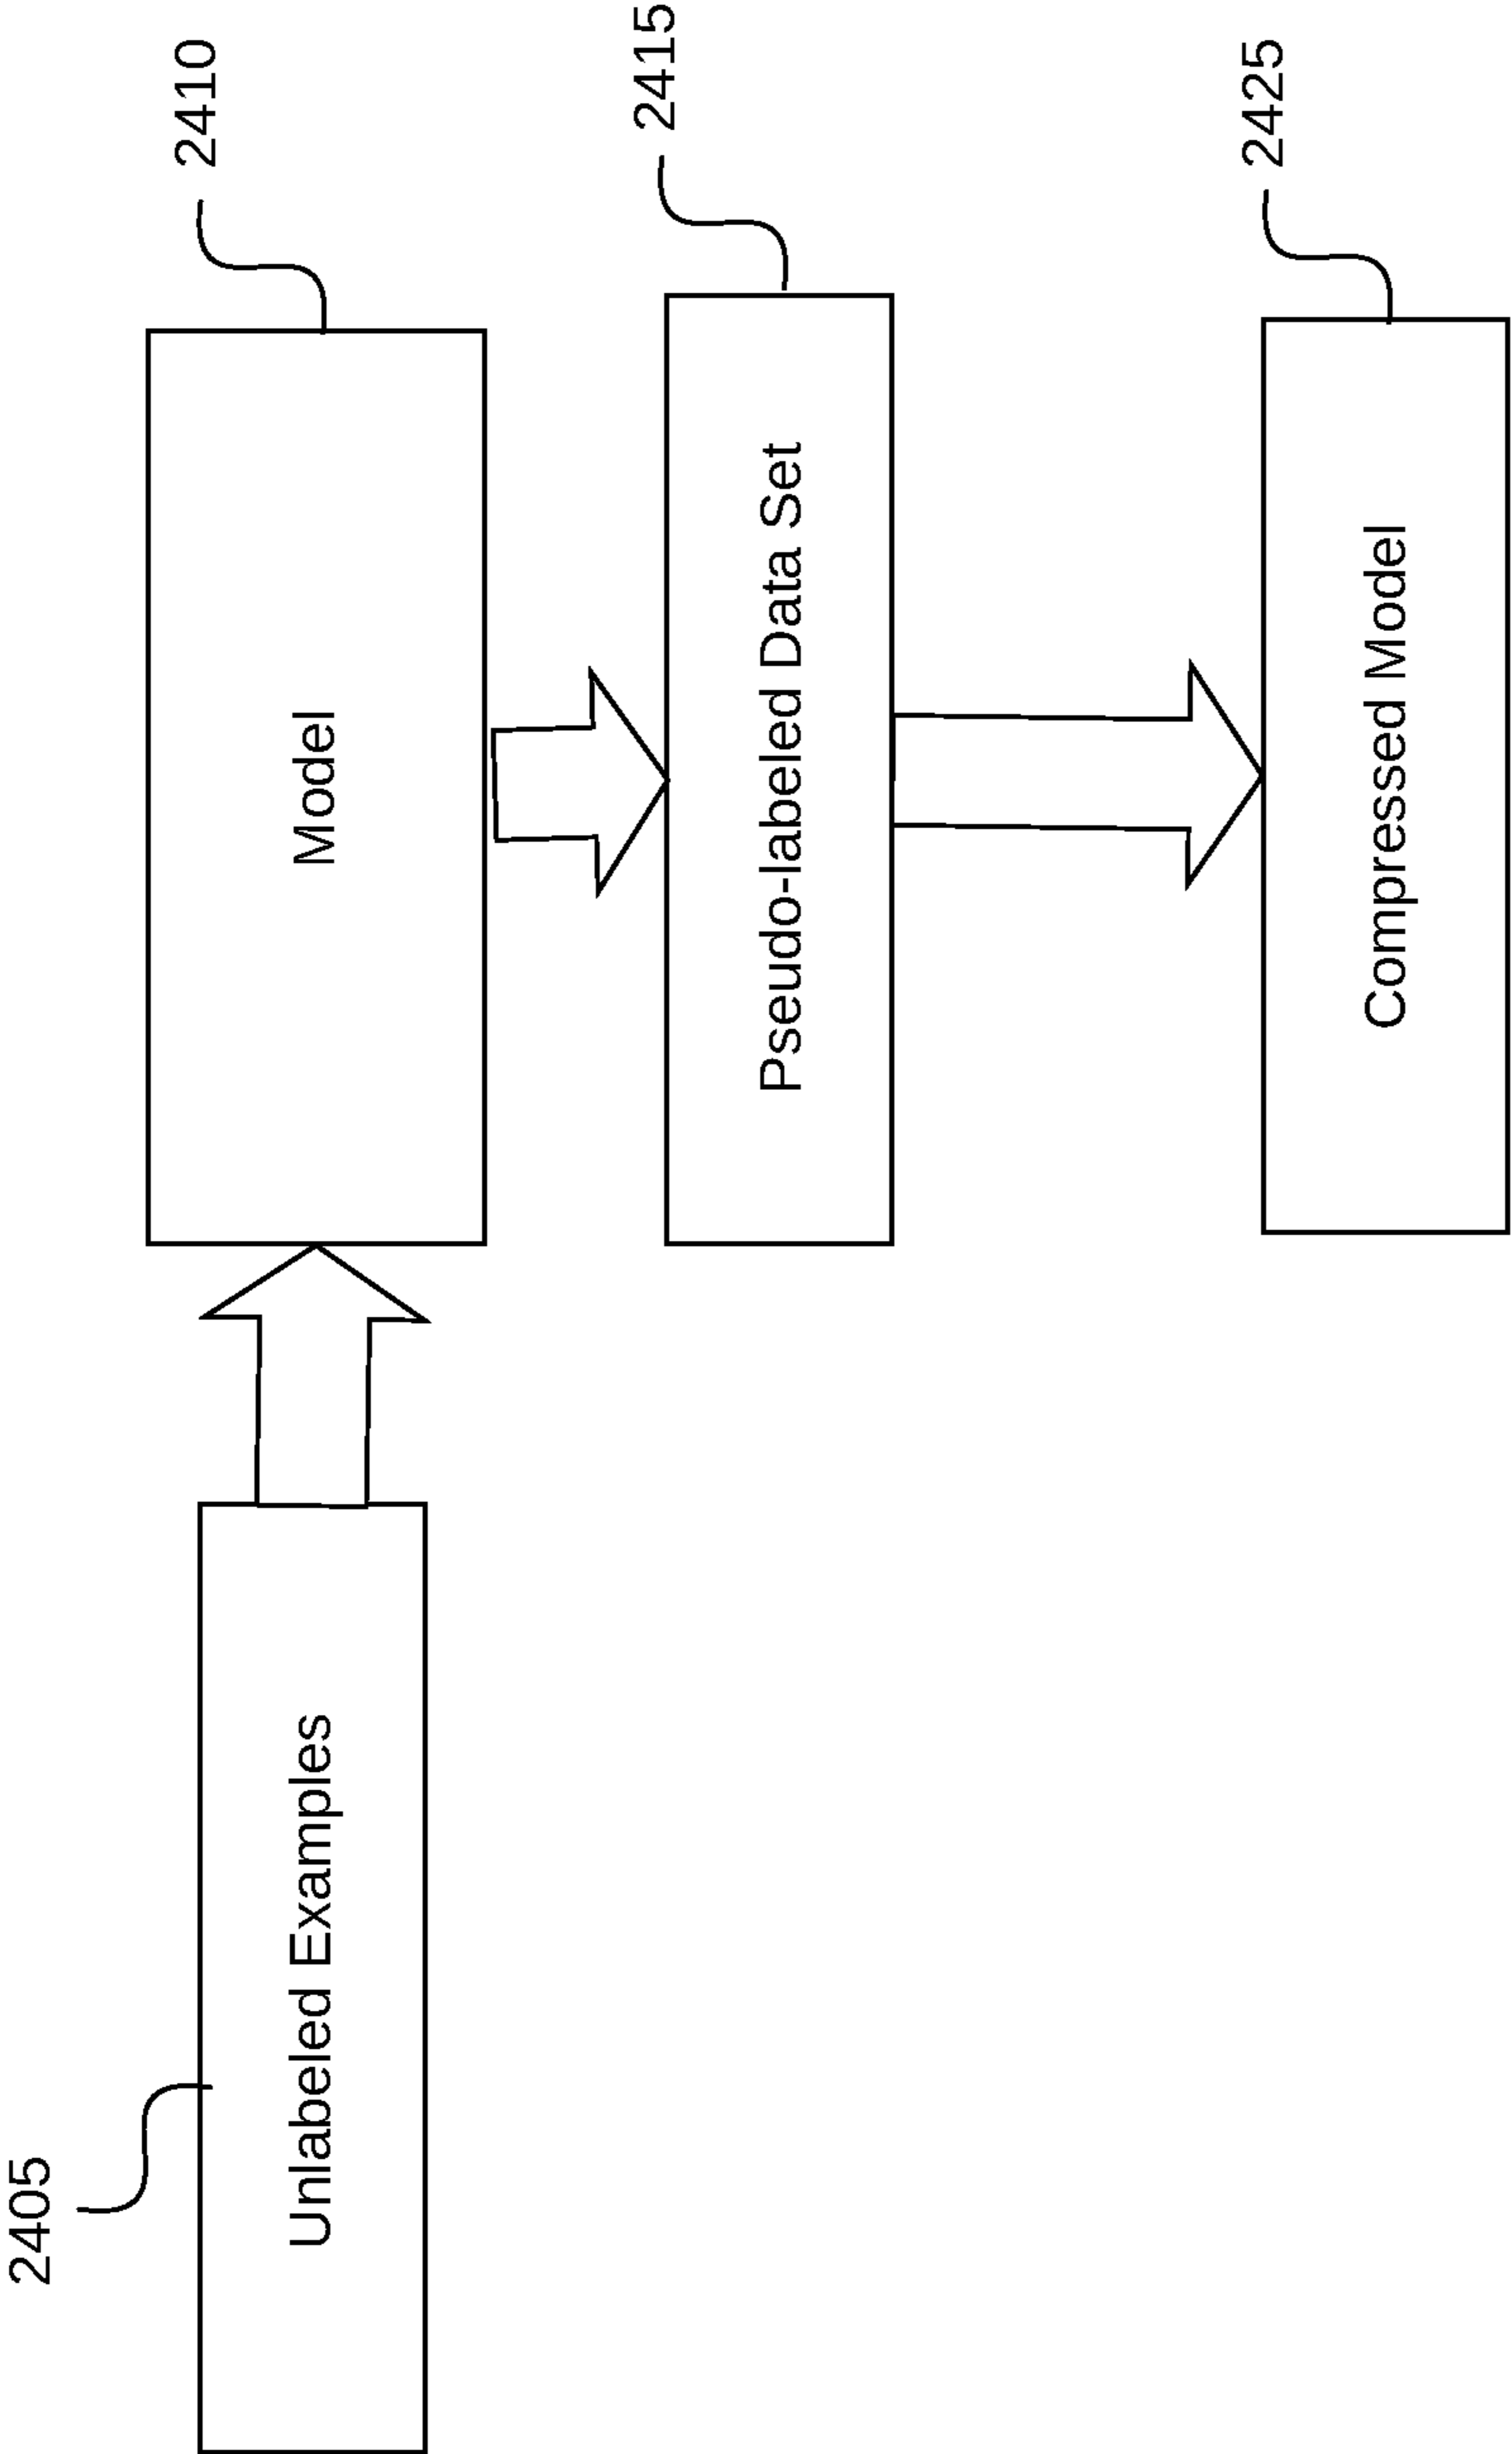 2405
Unlabeled Examples
2410
Model
2415
Pseudo-labeled Data Set
2425
Compressed Model